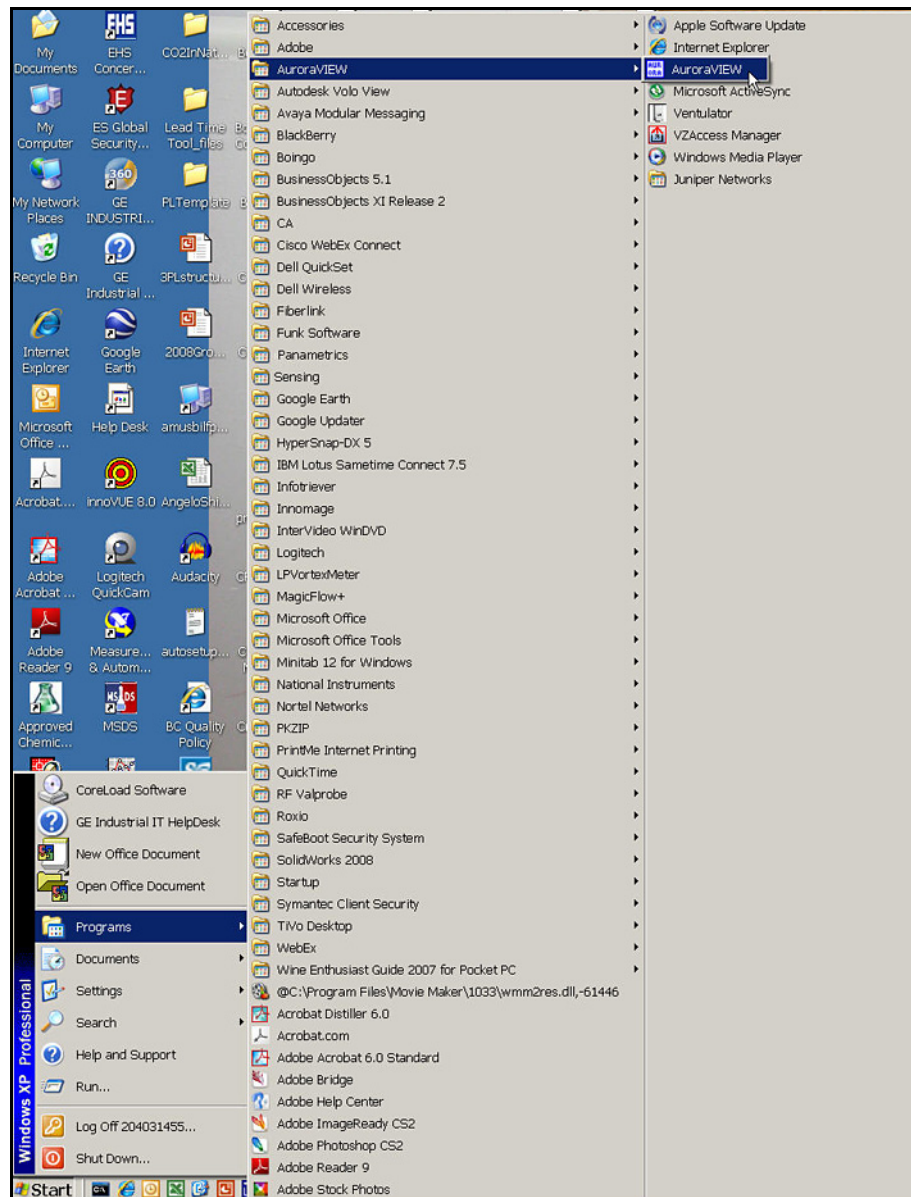 My Documents
EHS Concer...
CO2InNat...
My Computer
ES Global Security...
Lead Time Tool_files
My Network Places
GE INDUSTRI...
PLTemplate
Recycle Bin
GE Industrial ...
3PLstructu...
Internet Explorer
Google Earth
2008Gro...
Microsoft Office ...
Help Desk
amusbilfp...
Acrobat....
innoVUE 8.0
AngeloShi...
Adobe Acrobat ...
Logitech QuickCam
Audacity
Adobe Reader 9
Measure... & Autom...
autosetup...
Approved Chemic...
MSDS
BC Quality Policy
CoreLoad Software
GE Industrial IT HelpDesk
New Office Document
Open Office Document
Programs
Documents
Settings
Search
Help and Support
Run...
Log Off 204031455...
Shut Down...
Windows XP Professional
Start
Accessories
Adobe
AuroraVIEW
Autodesk Volo View
Avaya Modular Messaging
BlackBerry
Boingo
BusinessObjects 5.1
BusinessObjects XI Release 2
CA
Cisco WebEx Connect
Dell QuickSet
Dell Wireless
Fiberlink
Funk Software
Panametrics
Sensing
Google Earth
Google Updater
HyperSnap-DX 5
IBM Lotus Sametime Connect 7.5
Infotriever
Innomage
InterVideo WinDVD
Logitech
LPVortexMeter
MagicFlow+
Microsoft Office
Microsoft Office Tools
Minitab 12 for Windows
National Instruments
Nortel Networks
PKZIP
PrintMe Internet Printing
QuickTime
RF Valprobe
Roxio
SafeBoot Security System
SolidWorks 2008
Startup
Symantec Client Security
TiVo Desktop
WebEx
Wine Enthusiast Guide 2007 for Pocket PC
@C:\Program Files\Movie Maker\1033\wmm2res.dll,-61446
Acrobat Distiller 6.0
Acrobat.com
Adobe Acrobat 6.0 Standard
Adobe Bridge
Adobe Help Center
Adobe ImageReady CS2
Adobe Photoshop CS2
Adobe Reader 9
Adobe Stock Photos
Apple Software Update
Internet Explorer
AuroraVIEW
Microsoft ActiveSync
Ventulator
VZAccess Manager
Windows Media Player
Juniper Networks